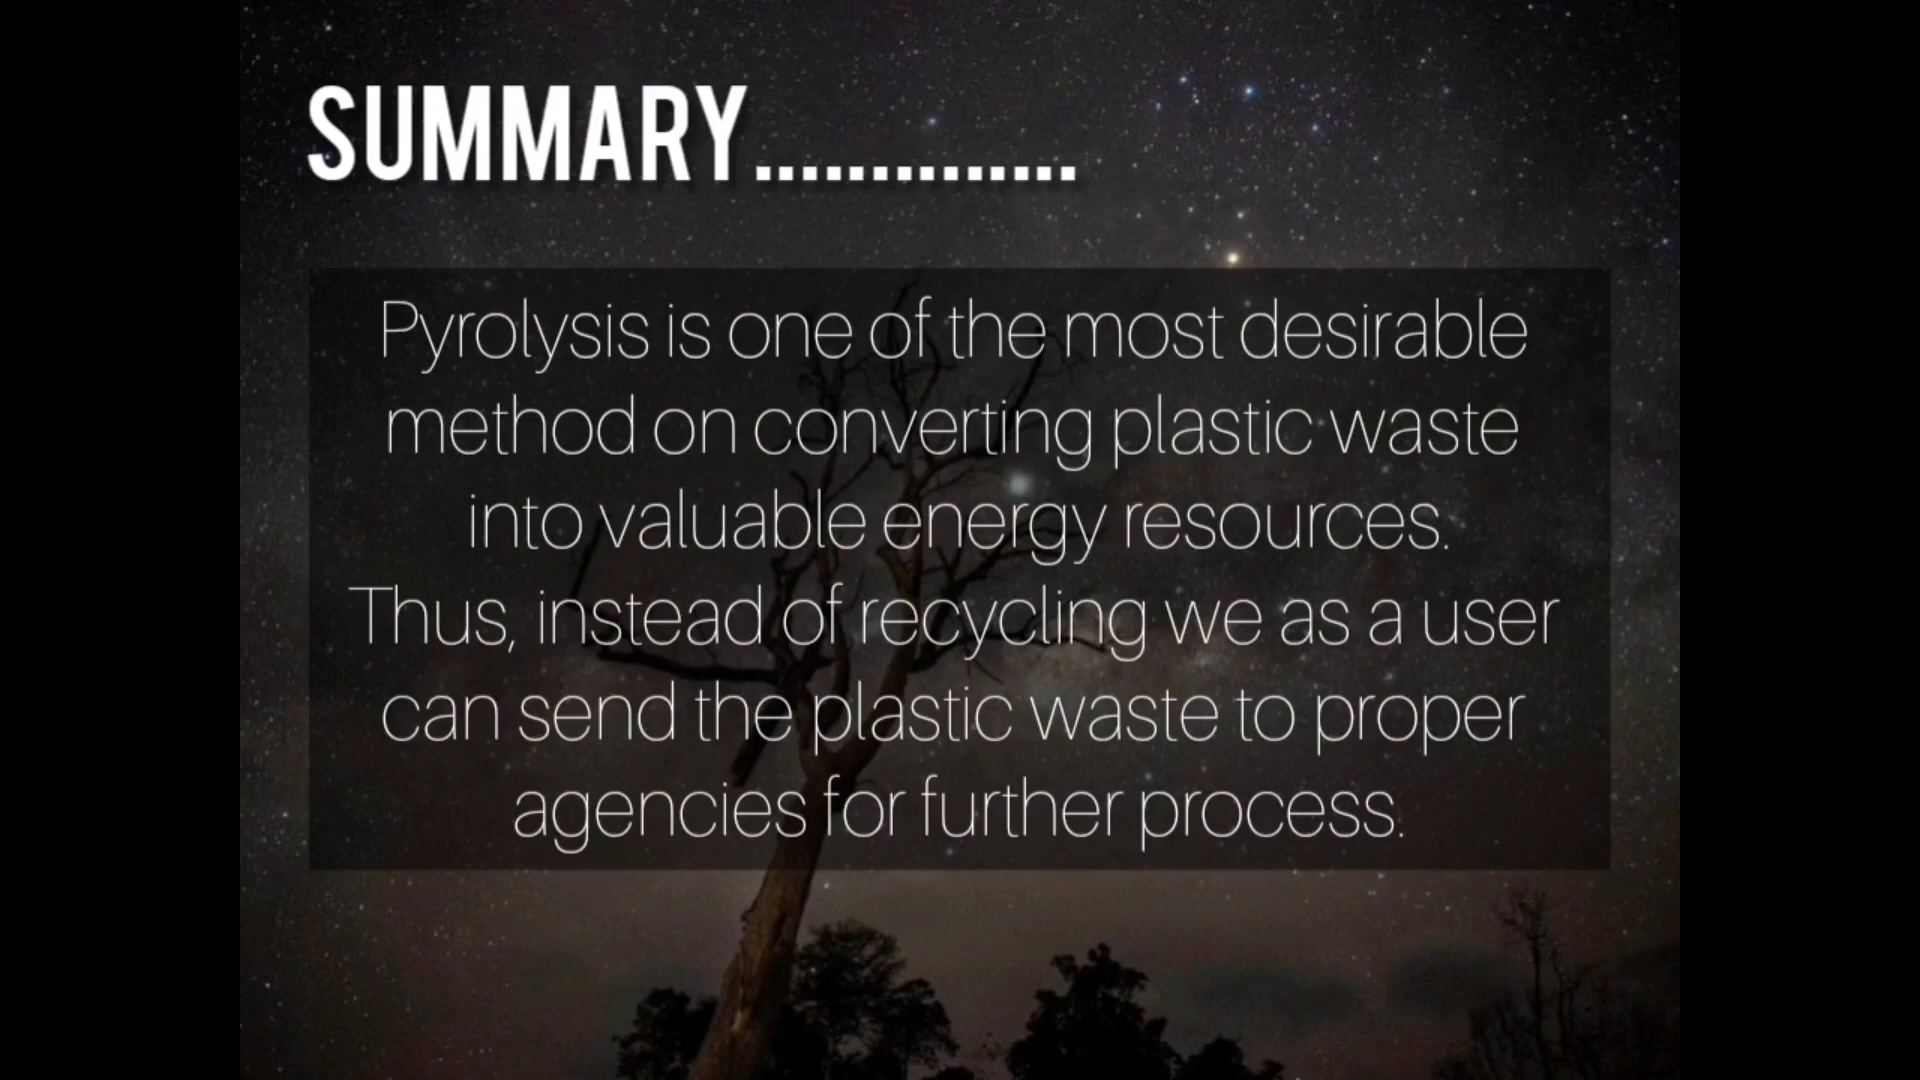 SUMMARY..............
Pyrolysis is one of the most desirable
method on converting plastic waste
into valuable energy resources.
Thus, instead of recycling we as a user
can send the plastic waste to proper
agencies for further process.